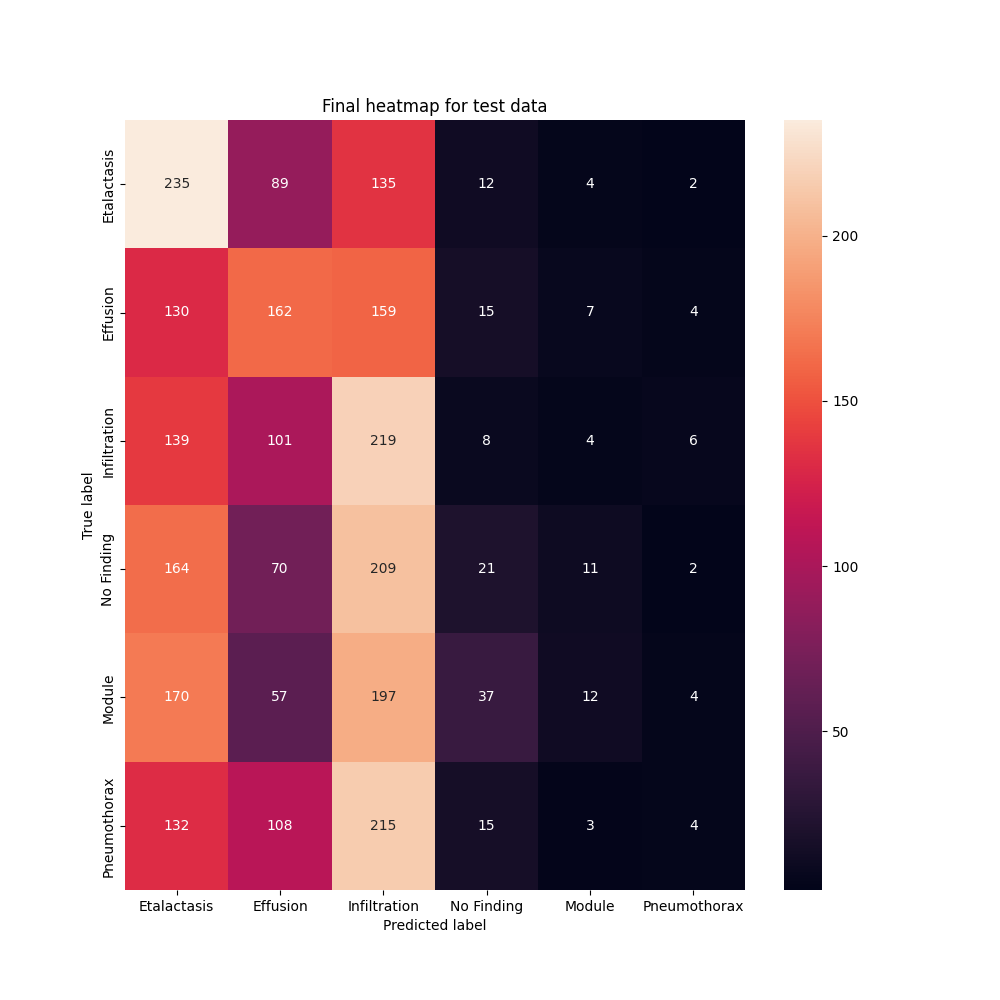 Final heatmap for test data
True label
Etalactasis 235 89 135 12 4 2
Effusion 130 162 159 15 7 4
Infiltration 139 101 219 8 4 6
No Finding 164 70 209 21 11 2
Module 170 57 197 37 12 4
Pneumothorax 132 108 215 15 3 4
Etalactasis Effusion Infiltration No Finding Module Pneumothorax
Predicted label
200
150
100
50